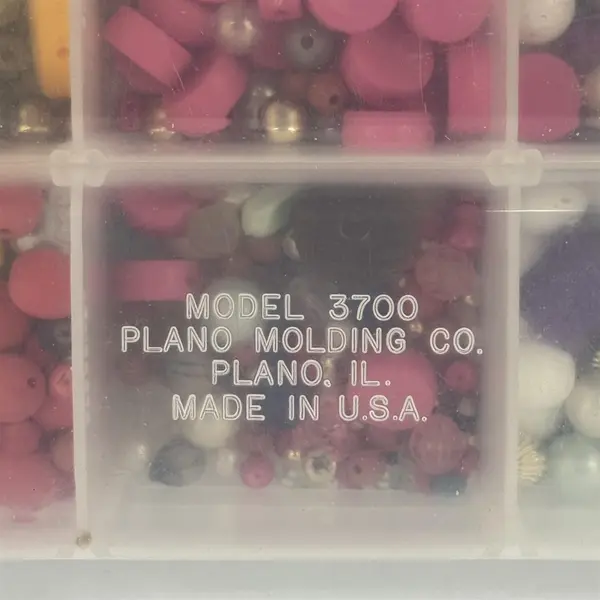 MODEL 3700
PLANO MOLDING CO.
PLANO, IL.
MADE IN U.S.A.